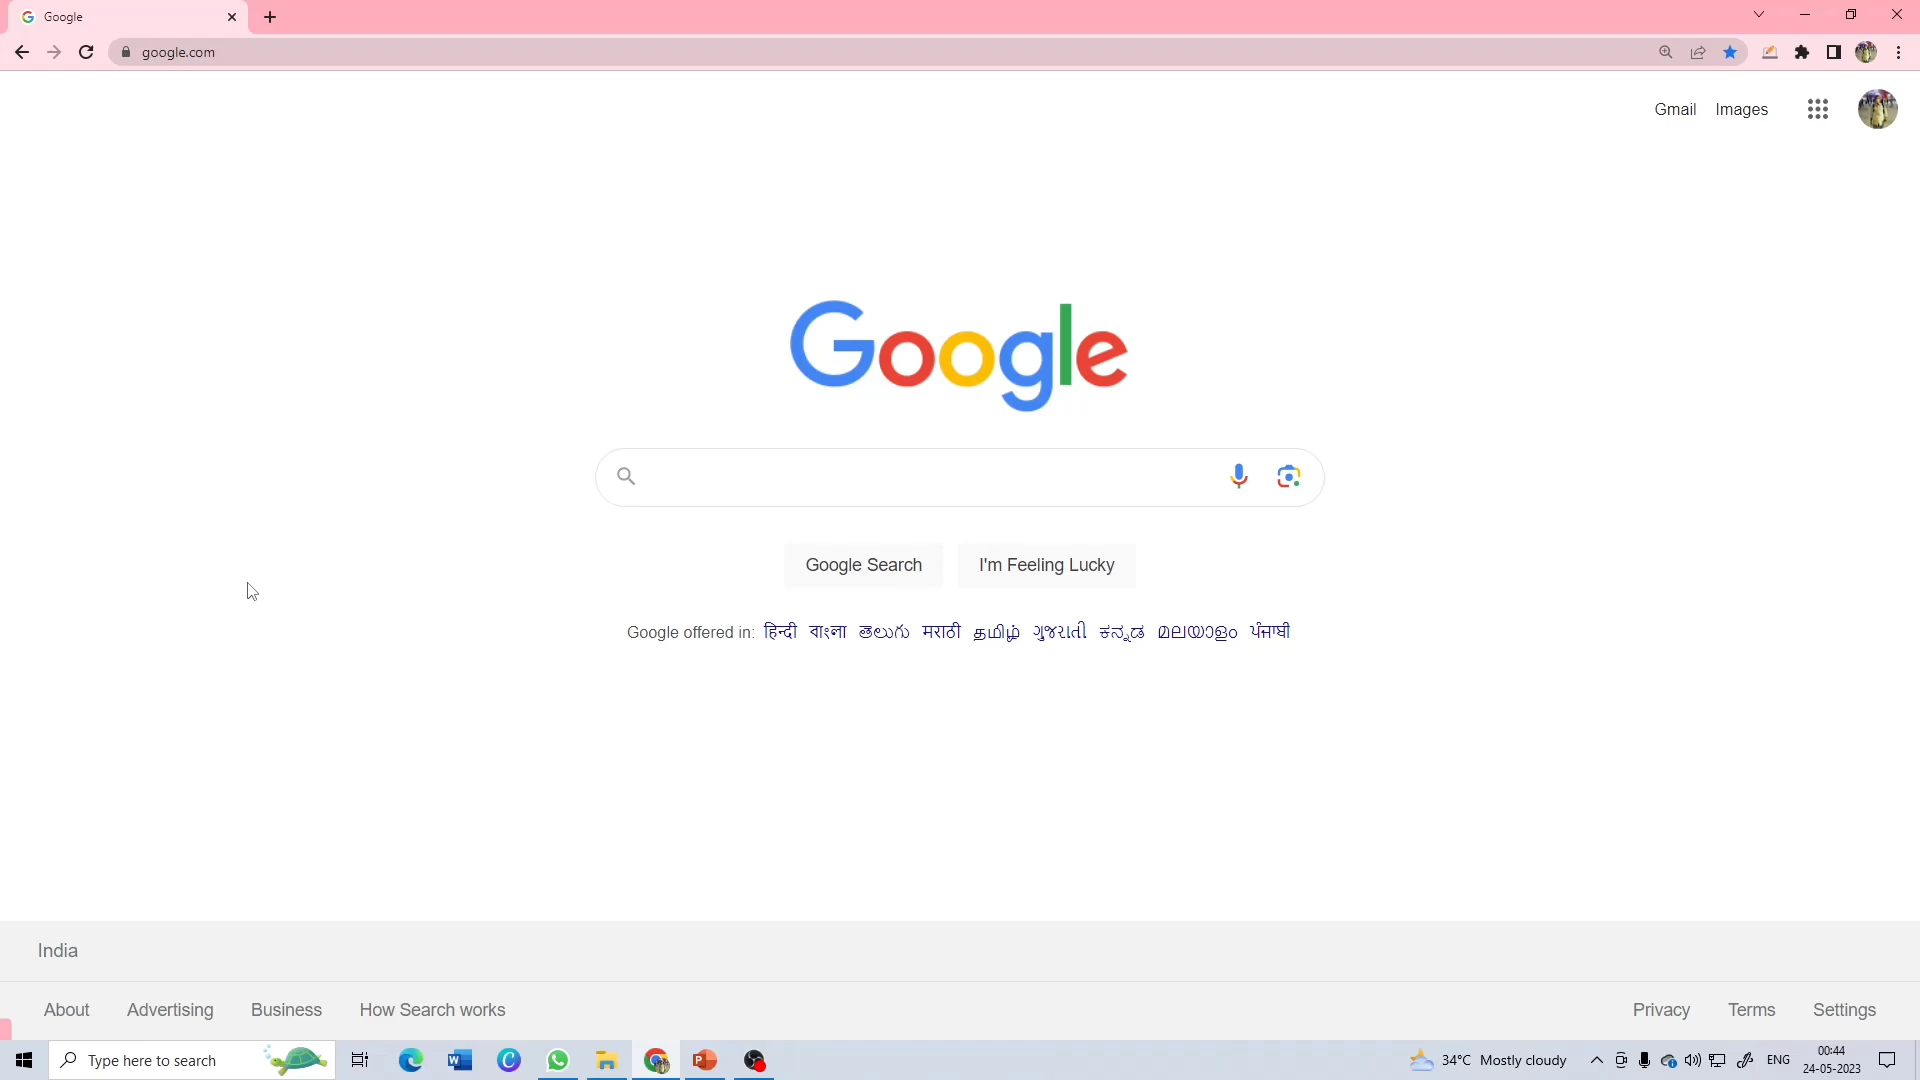 Google
google.com
Gmail Images
Google
Google Search I'm Feeling Lucky
Google offered in: हिन्दी বাংলা తెలుగు मराठी தமிழ் ગુજરાતી ಕನ್ನಡ മലയാളം ਪੰਜਾਬੀ
India
About Advertising Business How Search works Privacy Terms Settings
Type here to search 34°C Mostly cloudy ENG 00:44
24-05-2023